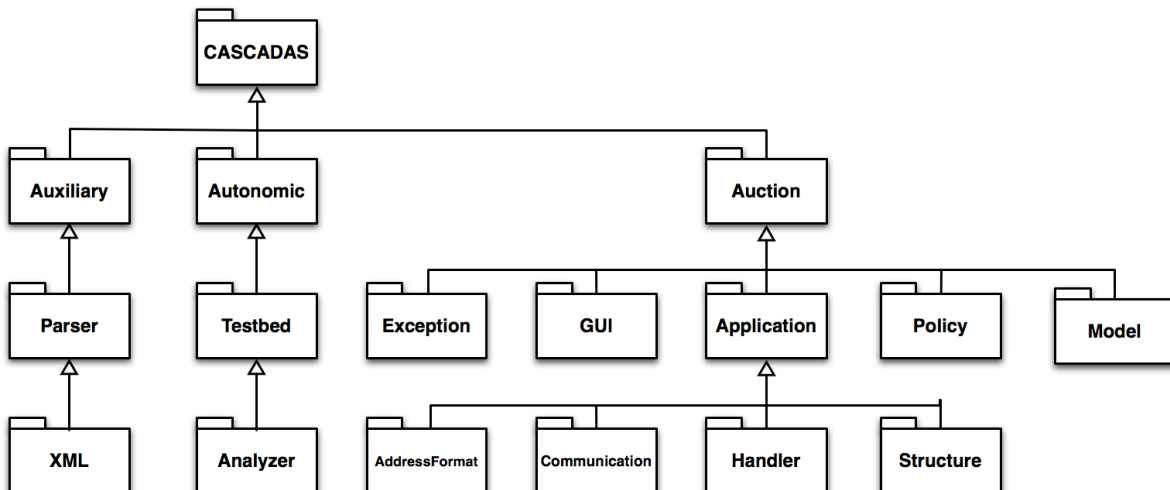 CASCADAS
Auxiliary
Autonomic
Auction
Parser
Testbed
Exception
GUI
Application
Policy
Model
XML
Analyzer
AddressFormat
Communication
Handler
Structure